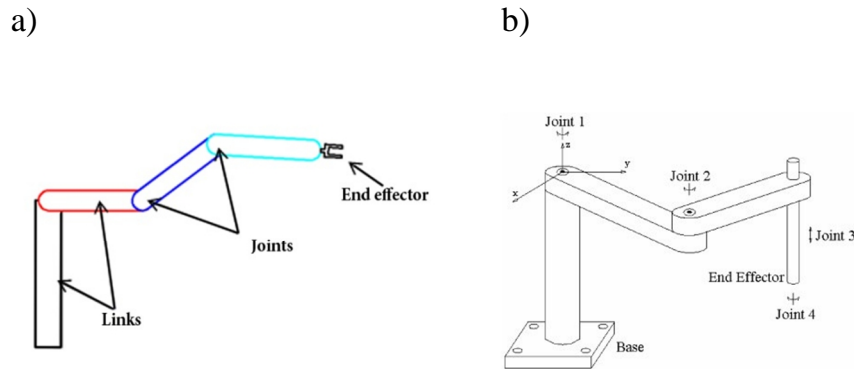 a)
End effector
Joints
Links
b)
Joint 1
z
y
x
Joint 2
Joint 3
End Effector
Joint 4
Base